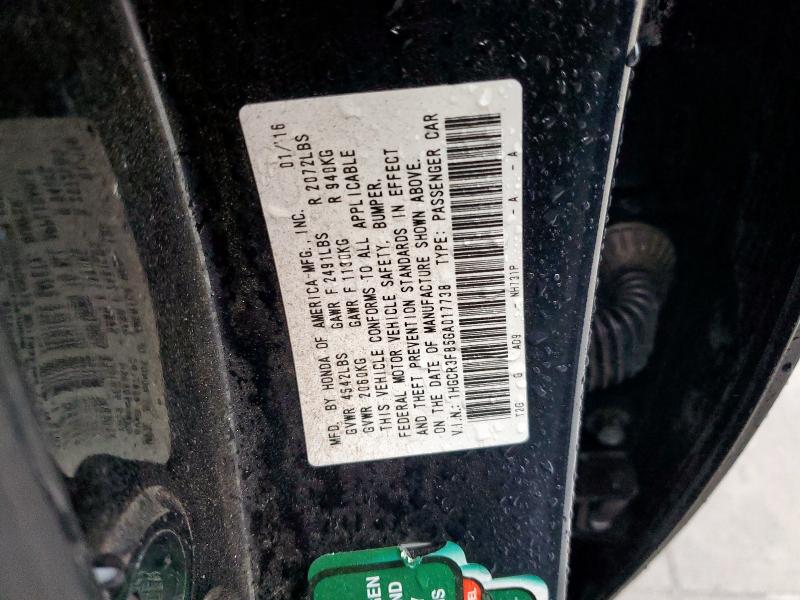 MFD. BY HONDA OF AMERICA-MFG., INC. 01/'16
GVWR 4542LBS GAWR F 2491LBS R 2072LBS
GVWR 2060KG GAWR F 1130KG R 940KG
THIS VEHICLE CONFORMS TO ALL APPLICABLE
FEDERAL MOTOR VEHICLE SAFETY, BUMPER,
AND THEFT PREVENTION STANDARDS IN EFFECT
ON THE DATE OF MANUFACTURE SHOWN ABOVE.
V.I.N.: 1HGCR3F85GA017738 TYPE: PASSENGER CAR
A09 NH731P - A - A